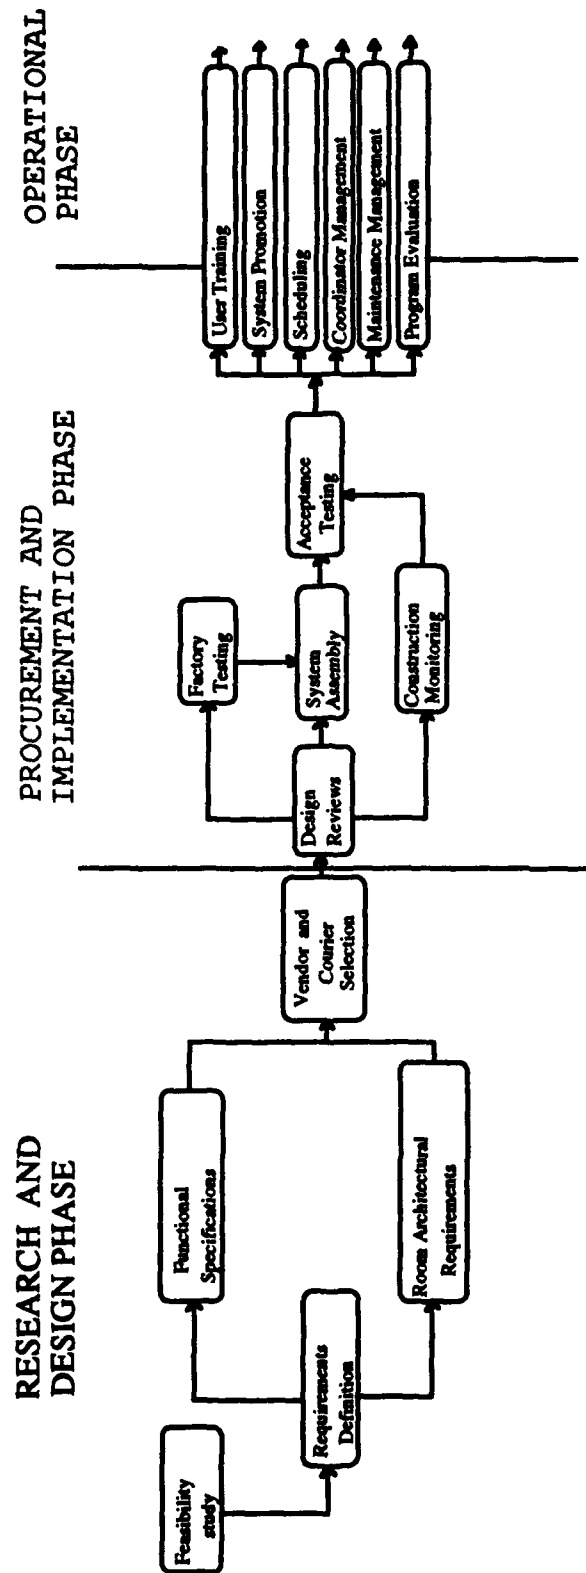 RESEARCH AND
DESIGN PHASE
Feasibility
study
Requirements
Definition
Functional
Specifications
Room Architectural
Requirements
Vendor and
Courier
Selection
PROCUREMENT AND
IMPLEMENTATION PHASE
Design
Reviews
Factory
Testing
System
Assembly
Construction
Monitoring
Acceptance
Testing
OPERATIONAL
PHASE
User Training
System Promotion
Scheduling
Coordinator Management
Maintenance Management
Program Evaluation